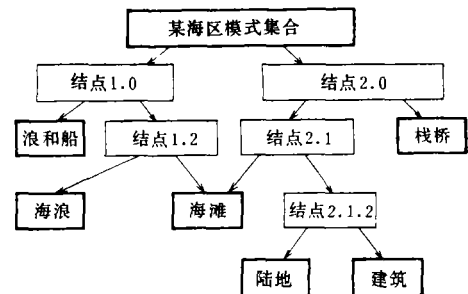 某海区模式集合
结点1.0
结点2.0
浪和船
结点1.2
结点2.1
栈桥
海浪
海滩
结点2.1.2
陆地
建筑